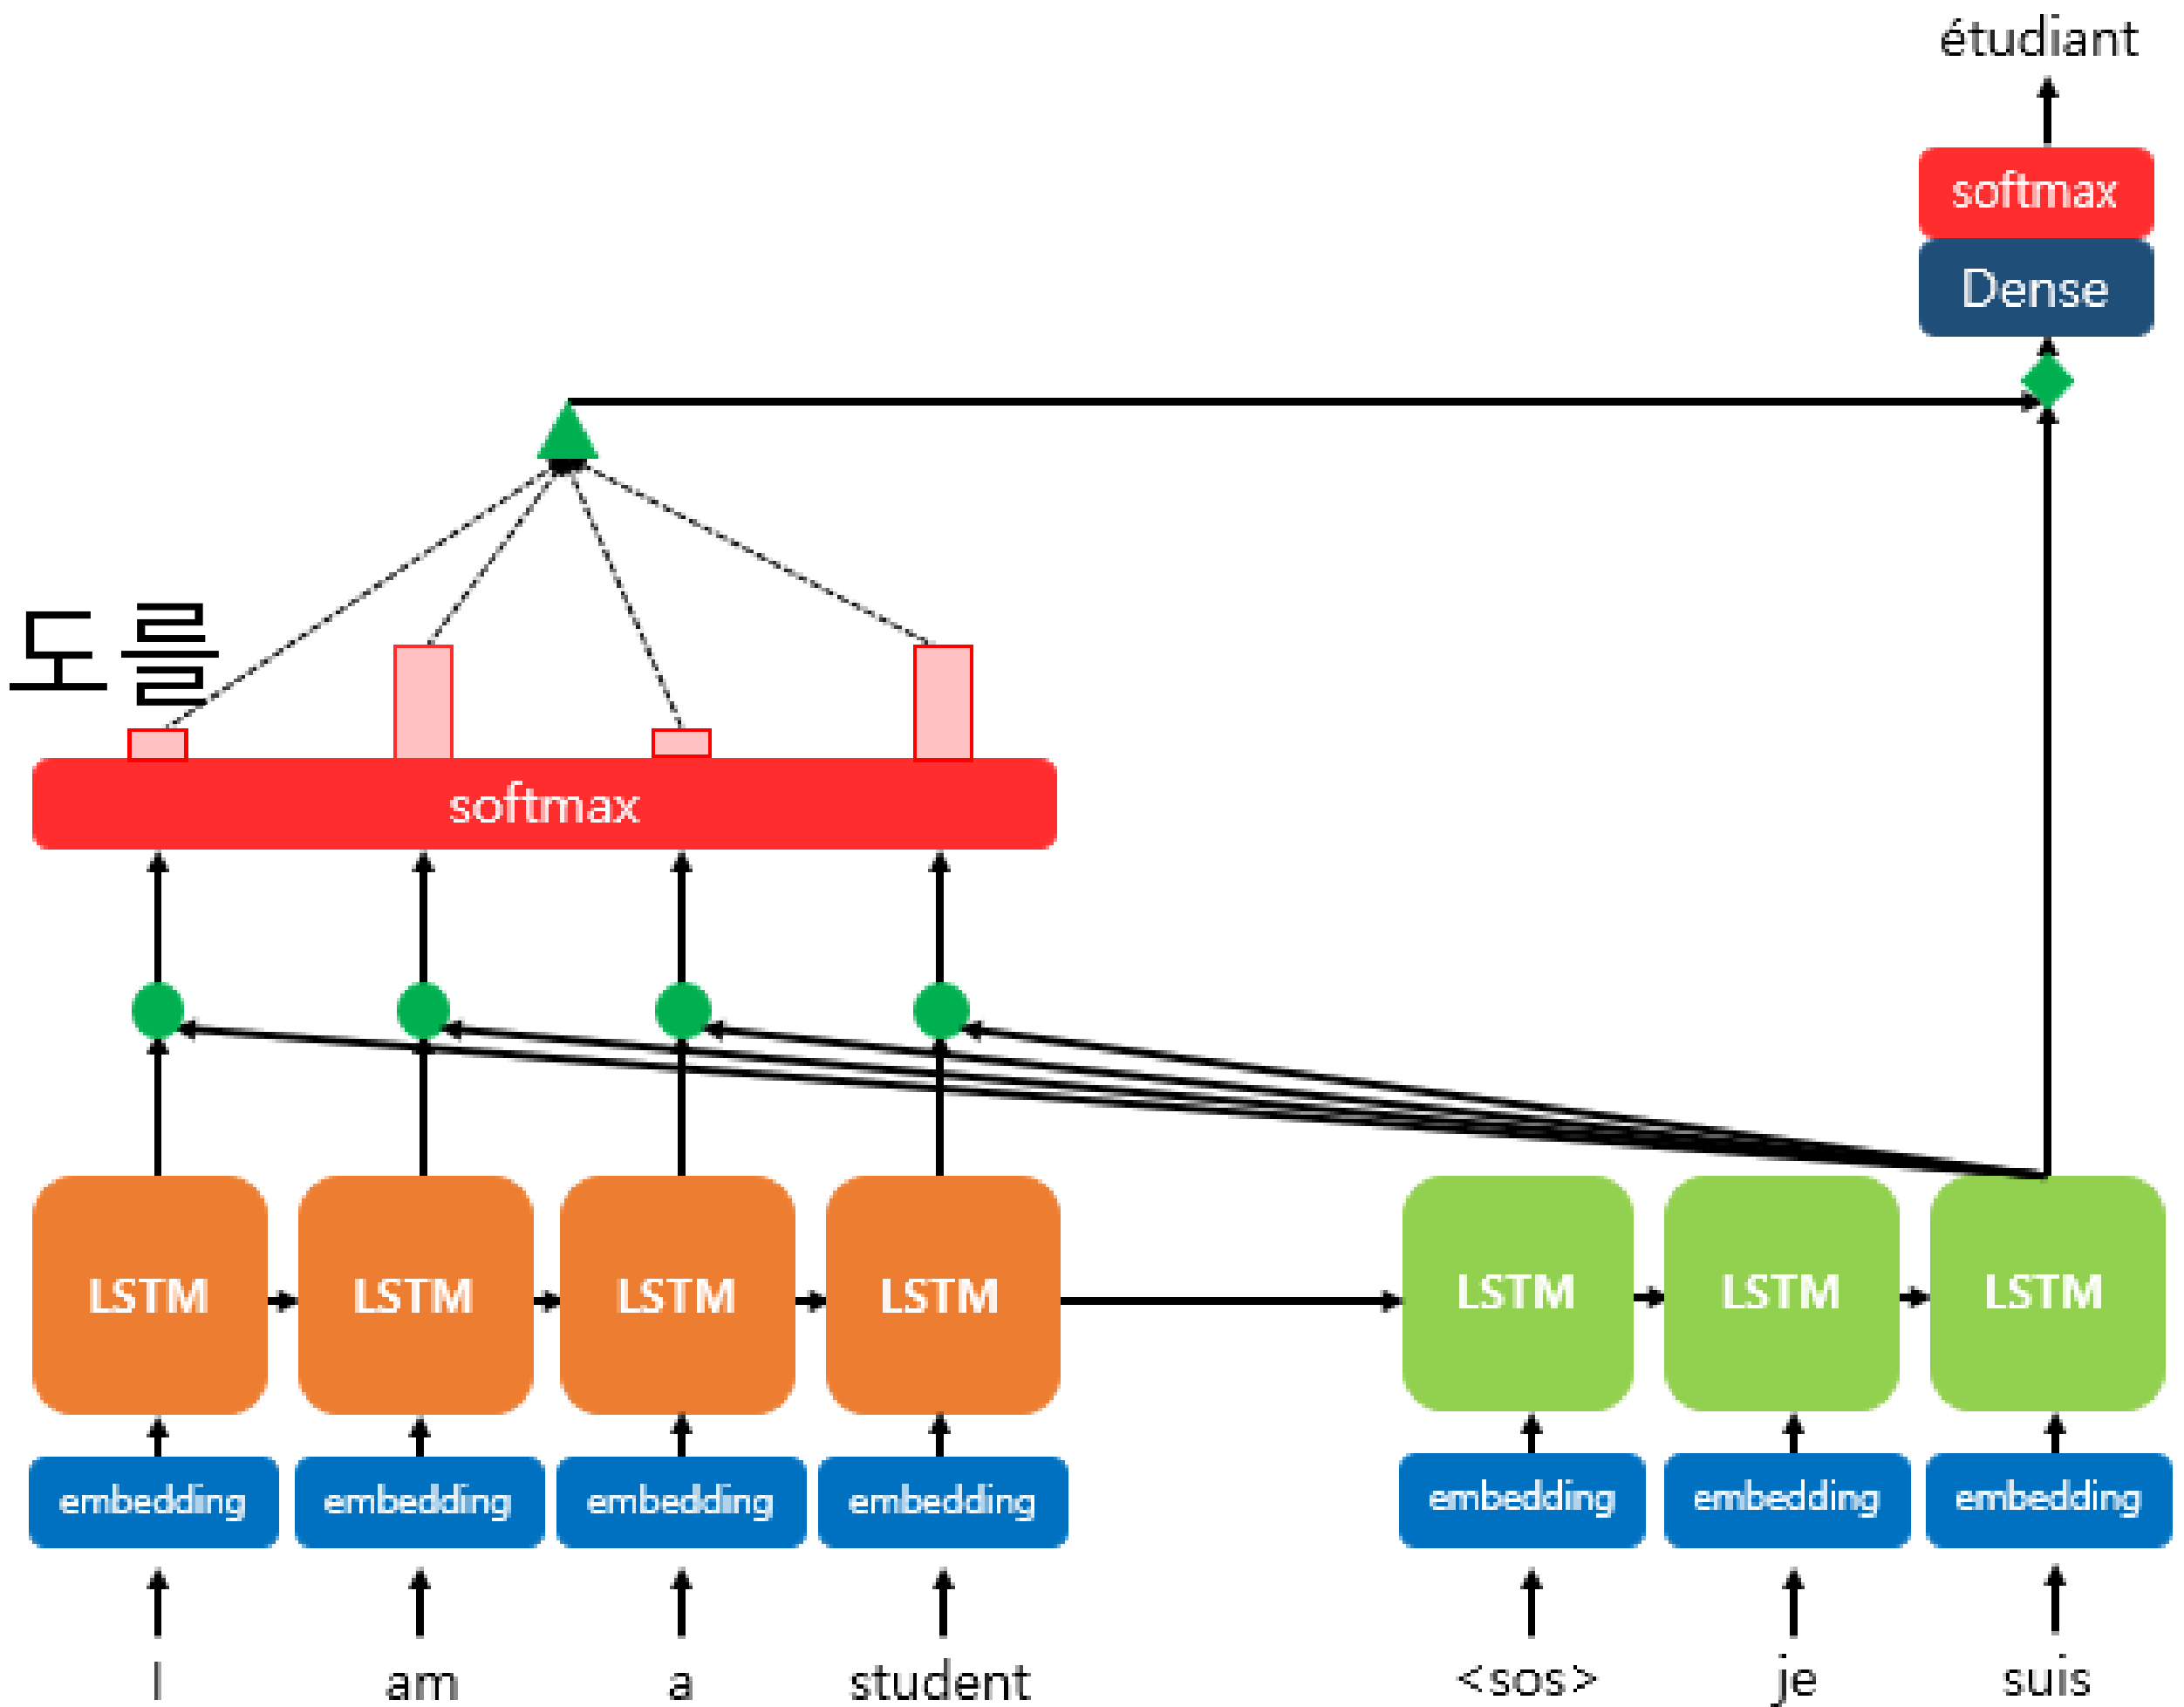 étudiant
softmax
Dense
도를
softmax
LSTM LSTM LSTM LSTM LSTM LSTM LSTM
embedding embedding embedding embedding embedding embedding embedding
I am a student <sos> je suis